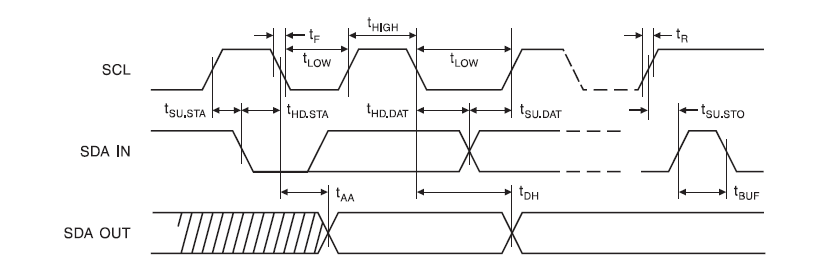 tF
tHIGH
tR
tLOW
tLOW
SCL
tSU.STA
tHD.STA
tHD.DAT
tSU.DAT
tSU.STO
SDA IN
tAA
tDH
tBUF
SDA OUT